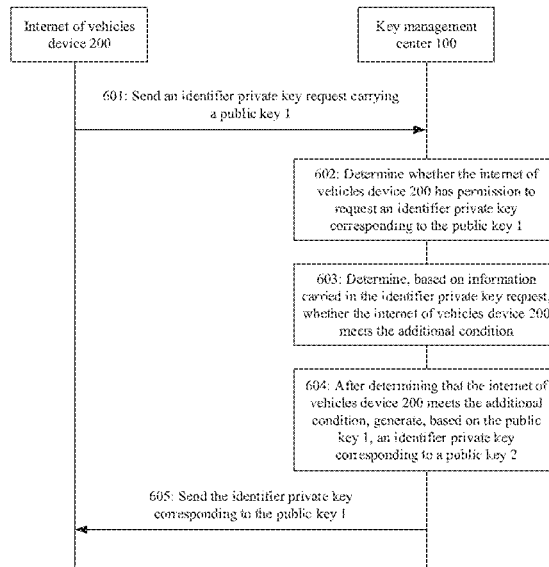 Internet of vehicles
device 200
Key management
center 100
601: Send an identifier private key request carrying
a public key 1
602: Determine whether the internet of
vehicles device 200 has permission to
request an identifier private key
corresponding to the public key 1
603: Determine, based on information
carried in the identifier private key request,
whether the internet of vehicles device 200
meets the additional condition
604: After determining that the internet of
vehicles device 200 meets the additional
condition, generate, based on the public
key 1, an identifier private key
corresponding to a public key 2
605: Send the identifier private key
corresponding to the public key 1